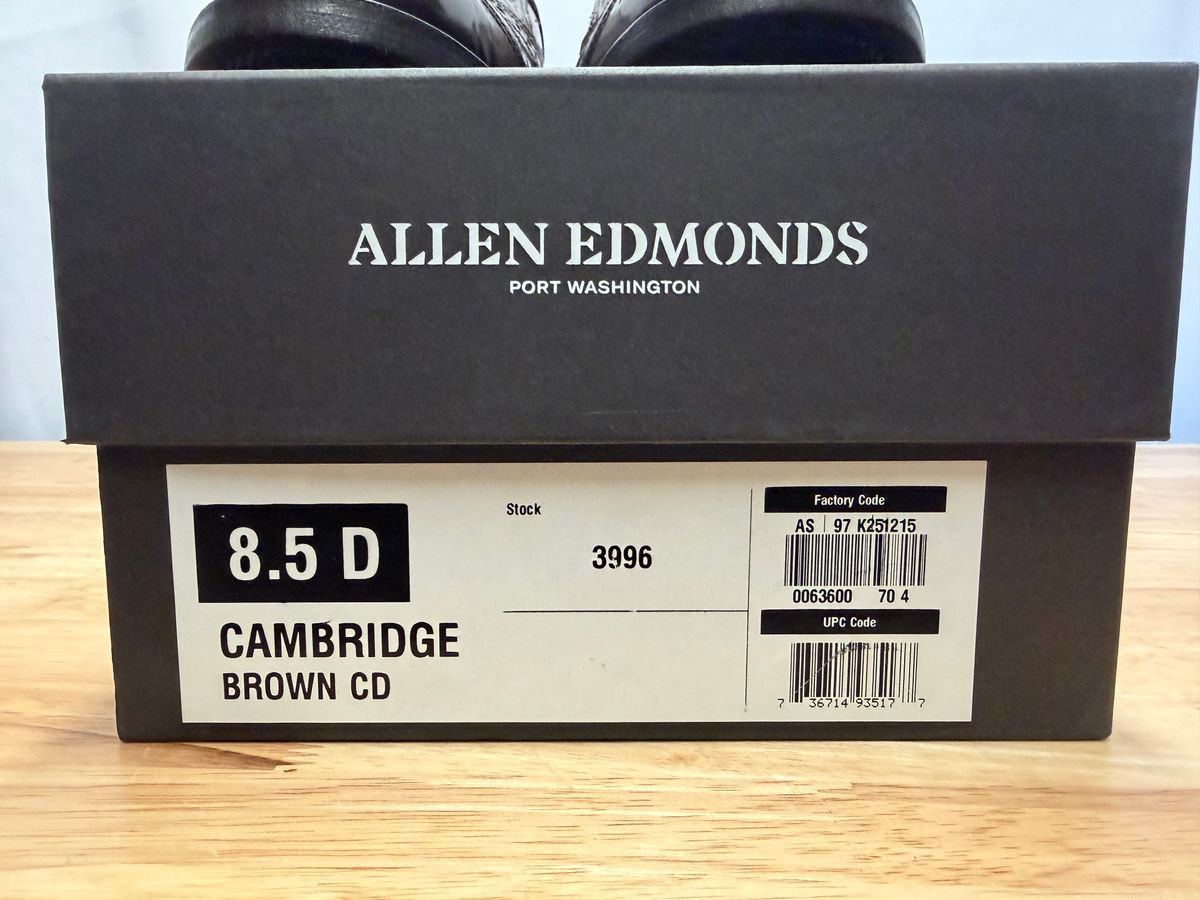 ALLEN EDMONDS
PORT WASHINGTON
8.5 D
CAMBRIDGE
BROWN CD
Stock
3996
Factory Code
AS 97 K251215
0063600 70 4
UPC Code
7 36714 93517 7